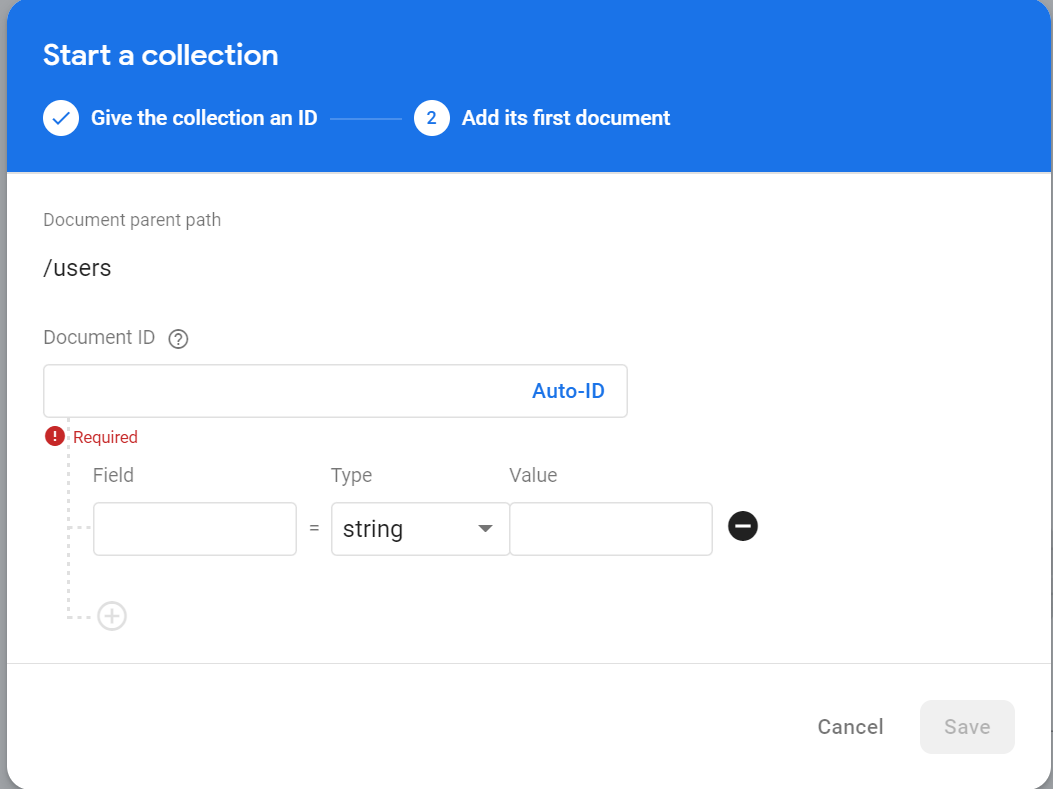 Start a collection
Give the collection an ID 2 Add its first document
Document parent path
/users
Document ID ?
Auto-ID
! Required
Field Type Value
= string
Cancel Save